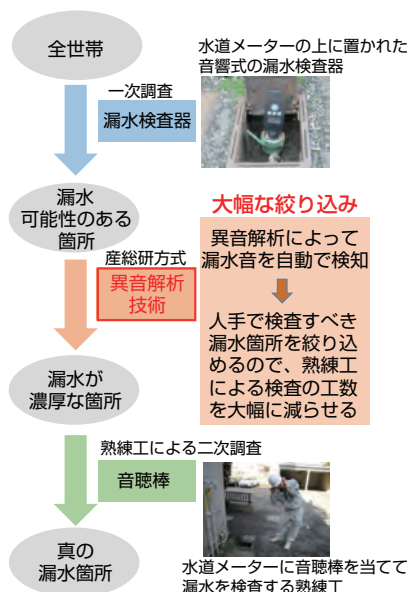 全世帯
水道メーターの上に置かれた
音響式の漏水検査器
一次調査
漏水検査器
漏水
可能性のある
箇所
大幅な絞り込み
産総研方式
異音解析
技術
異音解析によって
漏水音を自動で検知
人手で検査すべき
漏水箇所を絞り込
めるので、熟練工
による検査の工数
を大幅に減らせる
漏水が
濃厚な箇所
熟練工による二次調査
音聴棒
真の
漏水箇所
水道メーターに音聴棒を当てて
漏水を検査する熟練工